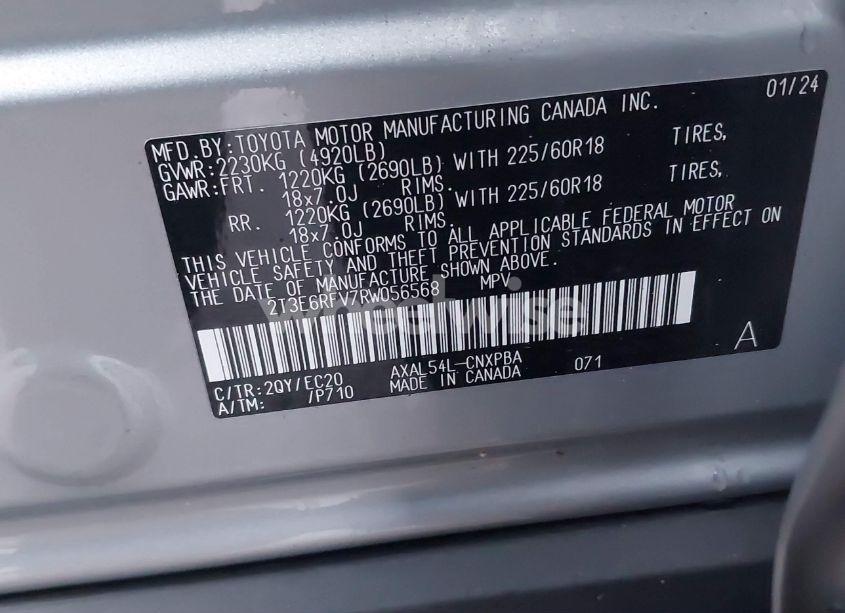 01/24
MFD.BY:TOYOTA MOTOR MANUFACTURING CANADA INC.
GVWR:2230KG (4920LB)
GAWR:FRT. 1220KG (2690LB) WITH 225/60R18 TIRES,
18x7.0J RIMS.
RR. 1220KG (2690LB) WITH 225/60R18 TIRES,
18x7.0J RIMS.
THIS VEHICLE CONFORMS TO ALL APPLICABLE FEDERAL MOTOR
VEHICLE SAFETY AND THEFT PREVENTION STANDARDS IN EFFECT ON
THE DATE OF MANUFACTURE SHOWN ABOVE.
2T3E6RFV7RW056568 MPV
wheelwise
A
C/TR:2QY/EC20 AXAL54L-CNXPBA 071
A/TM: /P710 MADE IN CANADA